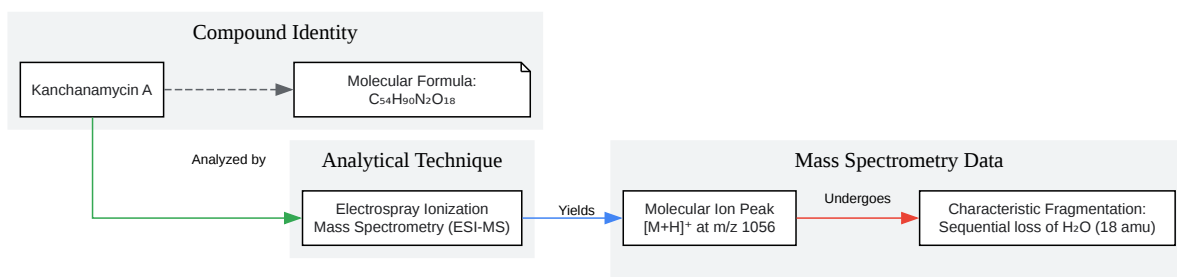 Compound Identity
Kanchanamycin A
Molecular Formula:
C₅₄H₉₀N₂O₁₈
Analyzed by
Analytical Technique
Electrospray Ionization
Mass Spectrometry (ESI-MS)
Yields
Mass Spectrometry Data
Molecular Ion Peak
[M+H]⁺ at m/z 1056
Undergoes
Characteristic Fragmentation:
Sequential loss of H₂O (18 amu)